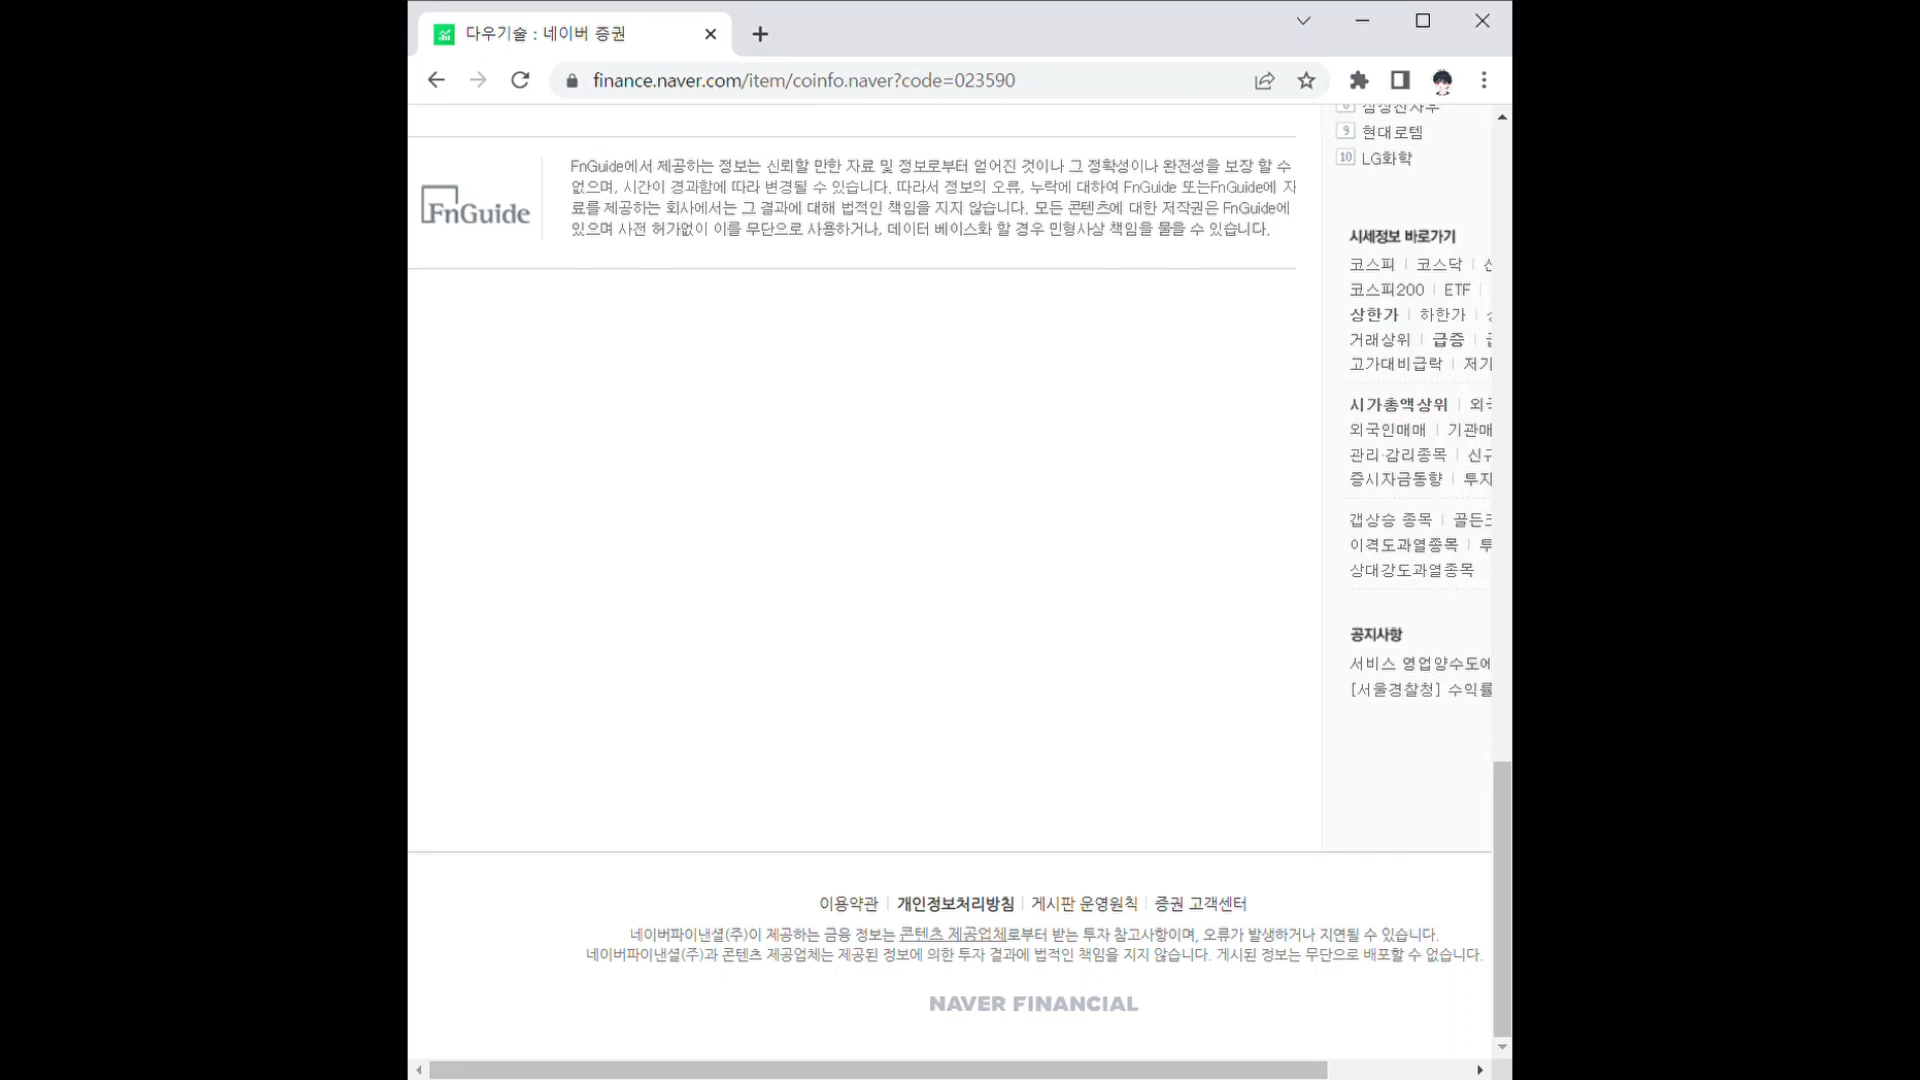 다우기술 : 네이버 증권
finance.naver.com/item/coinfo.naver?code=023590
9 현대로템
10 LG화학
FnGuide
FnGuide에서 제공하는 정보는 신뢰할 만한 자료 및 정보로부터 얻어진 것이나 그 정확성이나 완전성을 보장 할 수
없으며, 시간이 경과함에 따라 변경될 수 있습니다. 따라서 정보의 오류, 누락에 대하여 FnGuide 또는FnGuide에 자
료를 제공하는 회사에서는 그 결과에 대해 법적인 책임을 지지 않습니다. 모든 콘텐츠에 대한 저작권은 FnGuide에
있으며 사전 허가없이 이를 무단으로 사용하거나, 데이터 베이스화 할 경우 민형사상 책임을 물을 수 있습니다.
시세정보 바로가기
코스피 | 코스닥 |
코스피200 | ETF |
상한가 | 하한가 |
거래상위 | 급증 |
고가대비급락 |
시가총액상위 |
외국인매매 |
관리·감리종목 |
증시자금동향 |
갭상승 종목 |
이격도과열종목 |
상대강도과열종목
공지사항
서비스 영업양수도에
[서울경찰청] 수익률
이용약관 | 개인정보처리방침 | 게시판 운영원칙 | 증권 고객센터
네이버파이낸셜(주)이 제공하는 금융 정보는 콘텐츠 제공업체로부터 받는 투자 참고사항이며, 오류가 발생하거나 지연될 수 있습니다.
네이버파이낸셜(주)과 콘텐츠 제공업체는 제공된 정보에 의한 투자 결과에 법적인 책임을 지지 않습니다. 게시된 정보는 무단으로 배포할 수 없습니다.
NAVER FINANCIAL